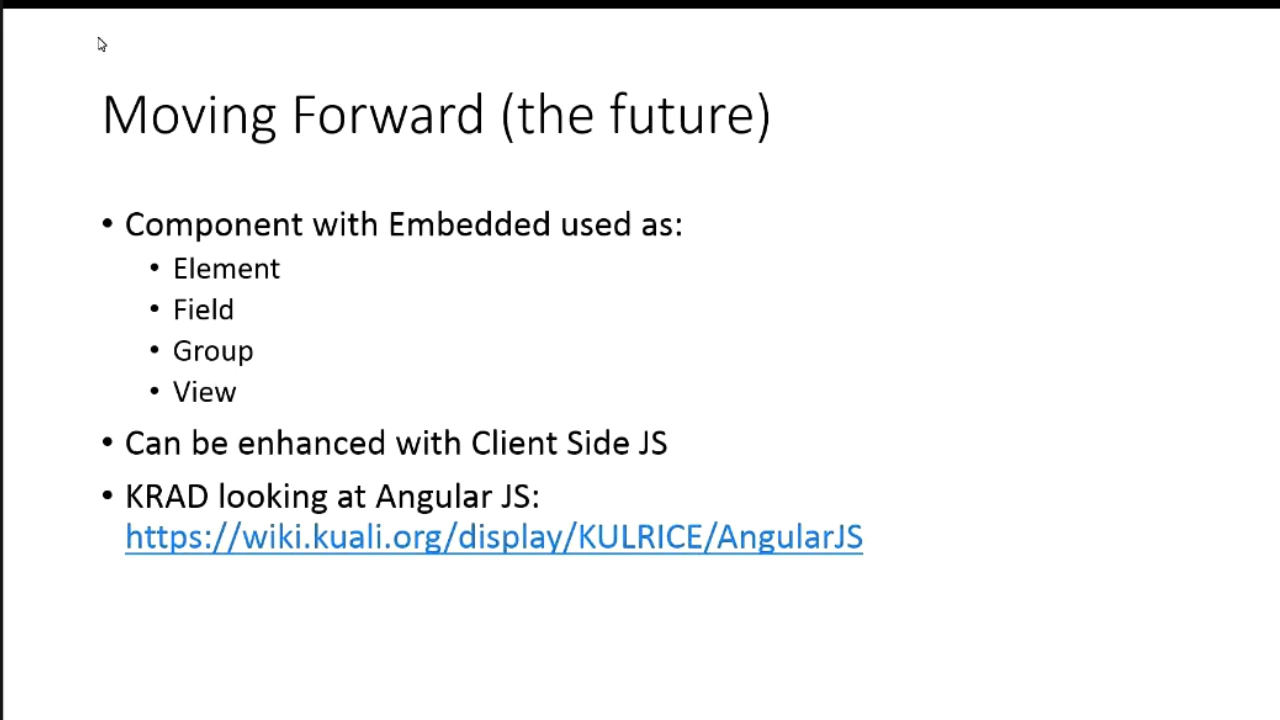 Moving Forward (the future)
• Component with Embedded used as:
• Element
• Field
• Group
• View
• Can be enhanced with Client Side JS
• KRAD looking at Angular JS:
https://wiki.kuali.org/display/KULRICE/AngularJS